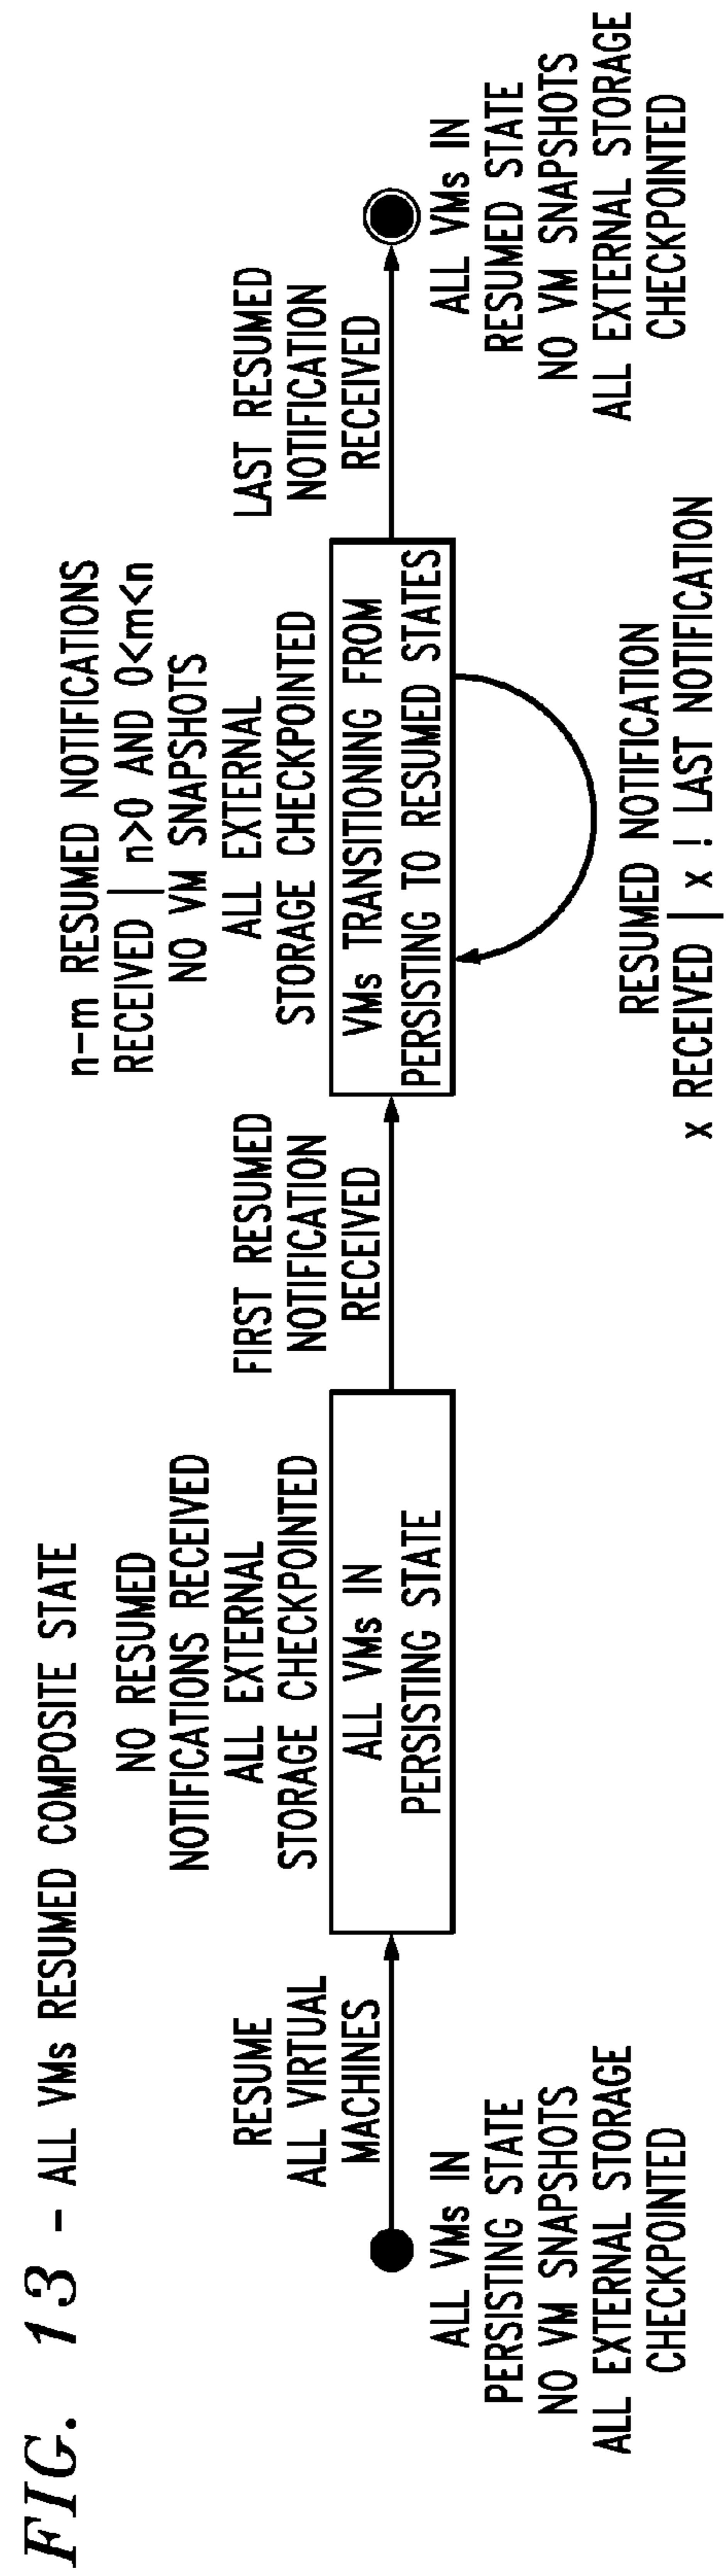 FIG. 13 - ALL VMs RESUMED COMPOSITE STATE
RESUME
ALL VIRTUAL
MACHINES
ALL VMs IN
PERSISTING STATE
NO VM SNAPSHOTS
ALL EXTERNAL STORAGE
CHECKPOINTED
NO RESUMED
NOTIFICATIONS RECEIVED
ALL EXTERNAL
STORAGE CHECKPOINTED
ALL VMs IN
PERSISTING STATE
FIRST RESUMED
NOTIFICATION
RECEIVED
n-m RESUMED NOTIFICATIONS
RECEIVED | n>0 AND 0<m<n
NO VM SNAPSHOTS
ALL EXTERNAL
STORAGE CHECKPOINTED
VMs TRANSITIONING FROM
PERSISTING TO RESUMED STATES
RESUMED NOTIFICATION
x RECEIVED | x ! LAST NOTIFICATION
LAST RESUMED
NOTIFICATION
RECEIVED
ALL VMs IN
RESUMED STATE
NO VM SNAPSHOTS
ALL EXTERNAL STORAGE
CHECKPOINTED